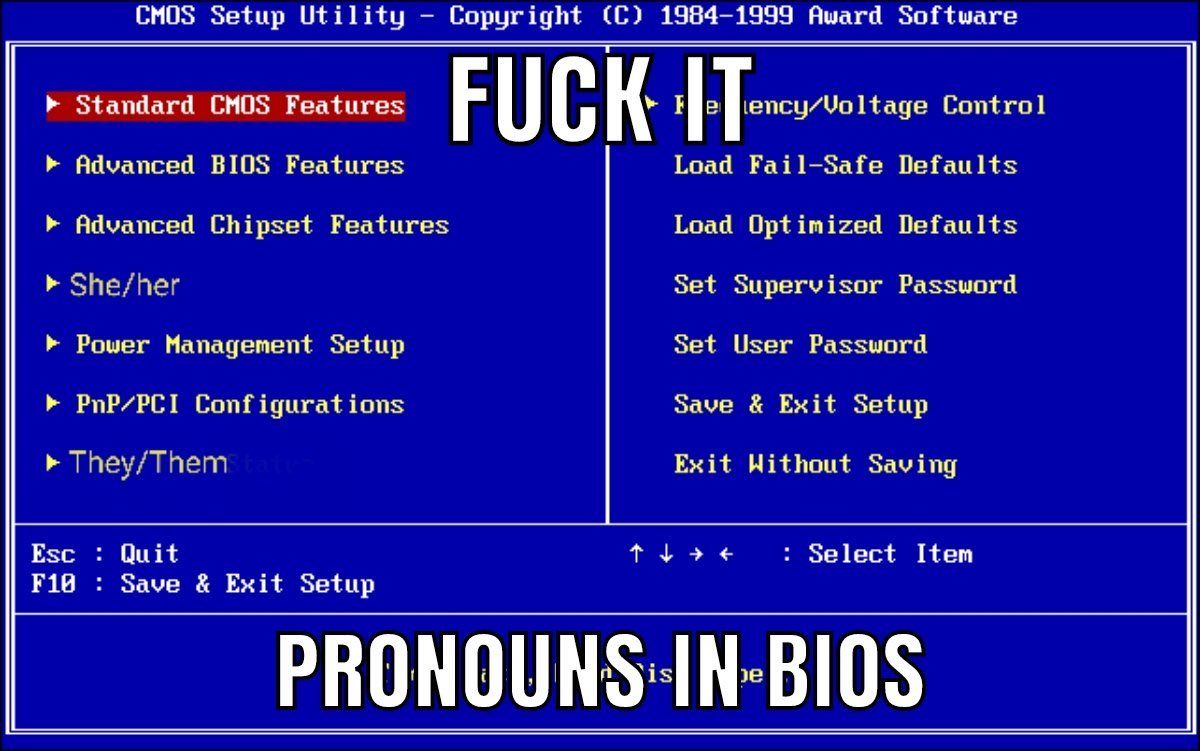 CMOS Setup Utility - Copyright (C) 1984-1999 Award Software
FUCK IT
Standard CMOS Features
Advanced BIOS Features
Advanced Chipset Features
She/her
Power Management Setup
PnP/PCI Configurations
They/Them
Frequency/Voltage Control
Load Fail-Safe Defaults
Load Optimized Defaults
Set Supervisor Password
Set User Password
Save & Exit Setup
Exit Without Saving
Esc : Quit
F10 : Save & Exit Setup
↑ ↓ → ← : Select Item
PRONOUNS IN BIOS